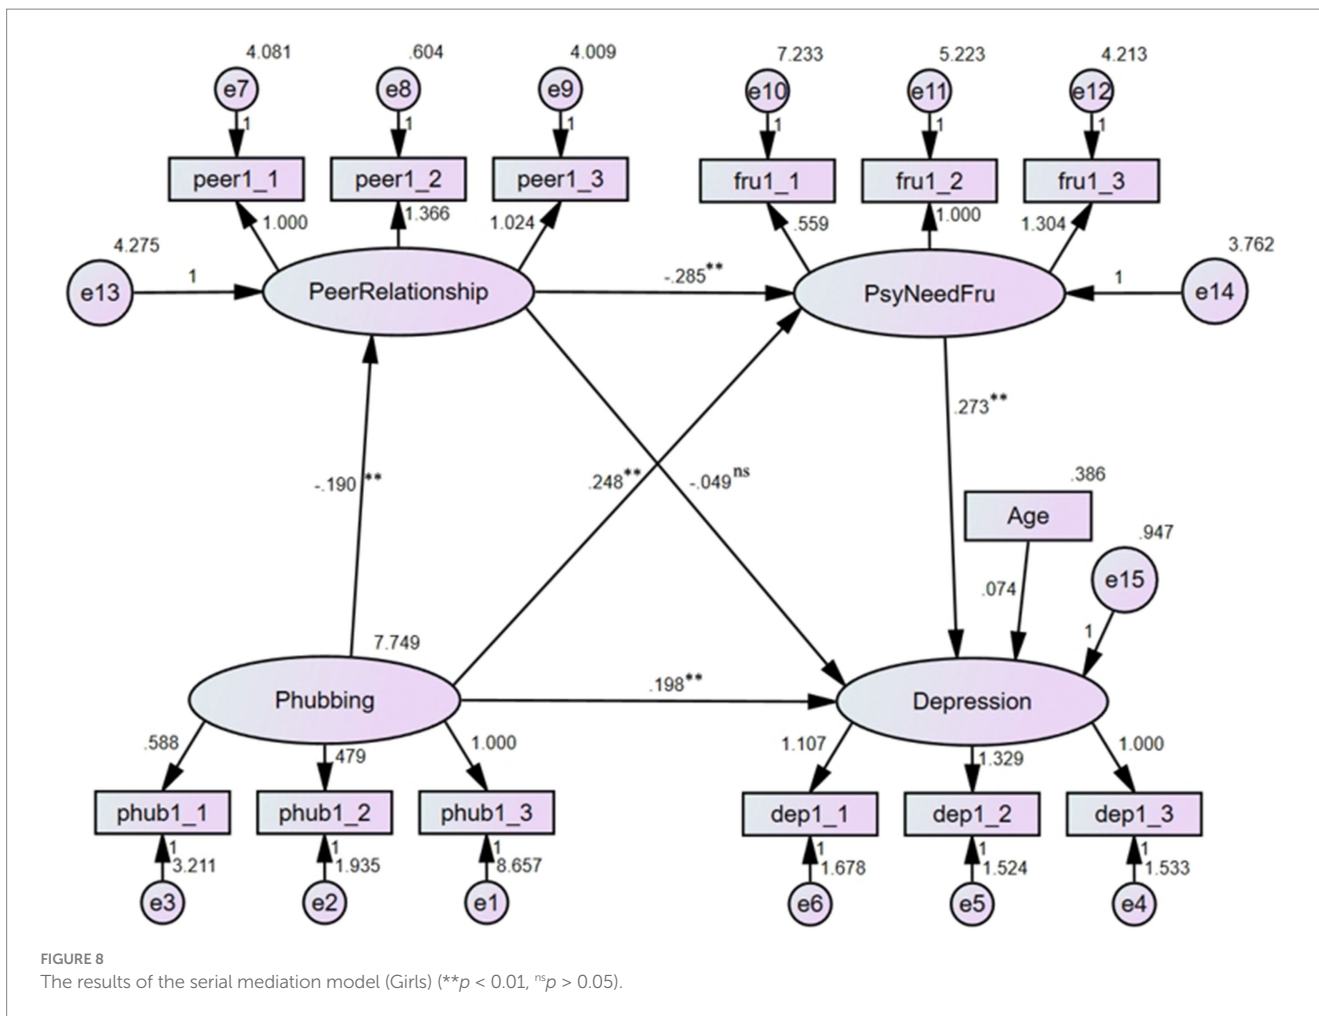 4.081 .604 4.009 7.233 5.223 4.213
e7 e8 e9 e10 e11 e12
1 1 1 1 1 1
peer1_1 peer1_2 peer1_3 fru1_1 fru1_2 fru1_3
1.000 1.366 1.024 .559 1.000 1.304
4.275 3.762
e13 1 PeerRelationship -.285** PsyNeedFru 1 e14
.273**
-.190 ** .248** -.049ns
.386
Age
.947
e15
.074
1
7.749
Phubbing .198** Depression
.588 .479 1.000 1.107 1.329 1.000
phub1_1 phub1_2 phub1_3 dep1_1 dep1_2 dep1_3
1 1 1 1 1 1
3.211 1.935 8.657 1.678 1.524 1.533
e3 e2 e1 e6 e5 e4
FIGURE 8
The results of the serial mediation model (Girls) (**p < 0.01, nsp > 0.05).